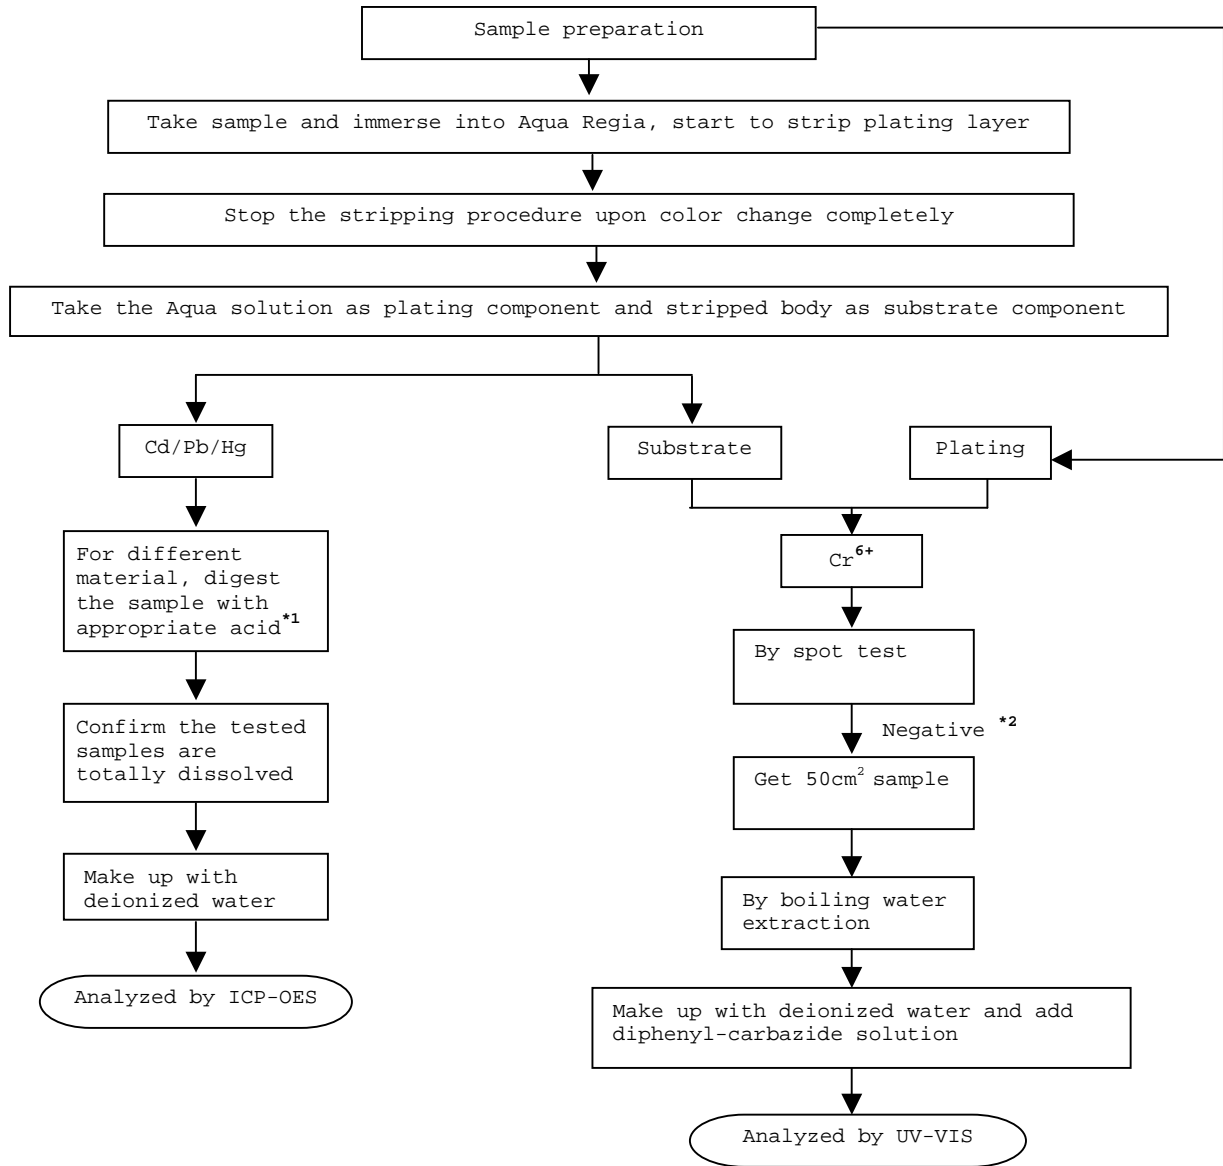 Sample preparation
Take sample and immerse into Aqua Regia, start to strip plating layer
Stop the stripping procedure upon color change completely
Take the Aqua solution as plating component and stripped body as substrate component
Cd/Pb/Hg
For different
material, digest
the sample with
appropriate acid*1
Confirm the tested
samples are
totally dissolved
Make up with
deionized water
Analyzed by ICP-OES
Substrate
Plating
Cr6+
By spot test
Negative *2
Get 50cm2 sample
By boiling water
extraction
Make up with deionized water and add
diphenyl-carbazide solution
Analyzed by UV-VIS